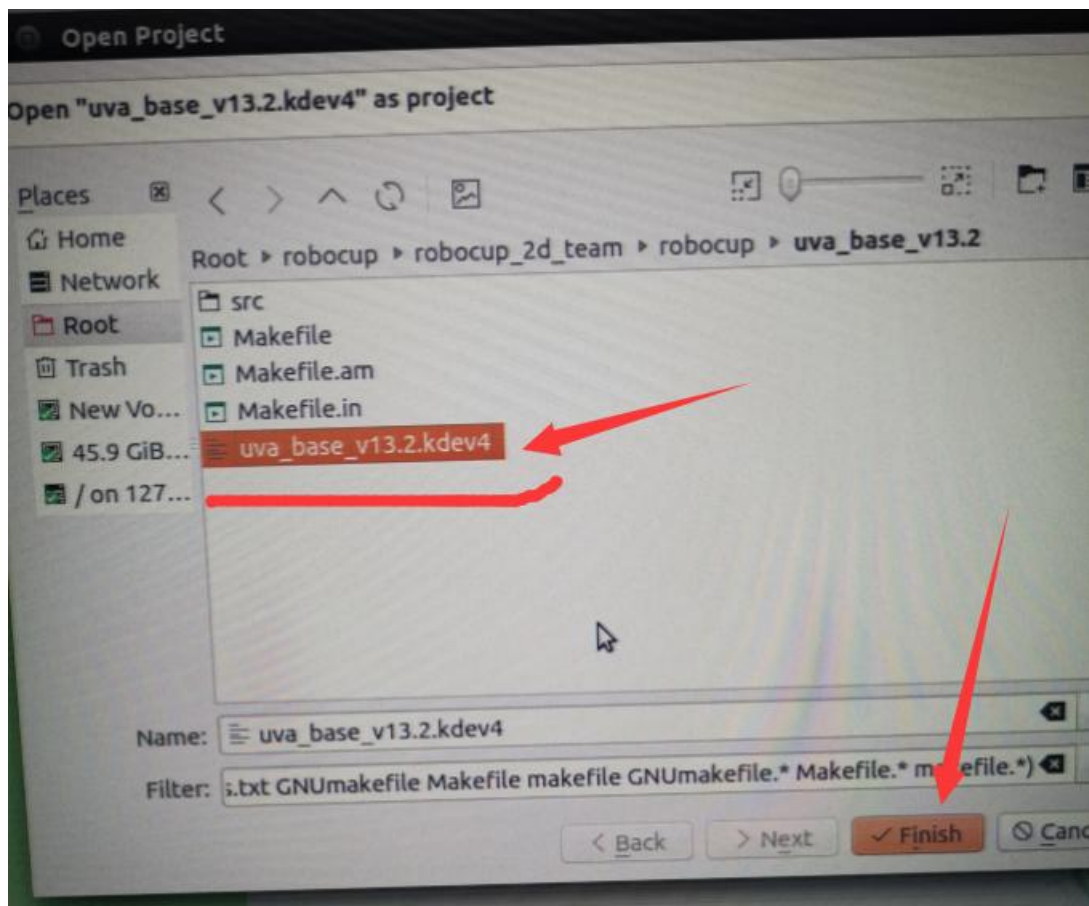 Open Project
Open "uva_base_v13.2.kdev4" as project
Places
Home
Network
Root
Trash
New Vo...
45.9 GiB...
/ on 127...
Root ▸ robocup ▸ robocup_2d_team ▸ robocup ▸ uva_base_v13.2
src
Makefile
Makefile.am
Makefile.in
uva_base_v13.2.kdev4
Name: uva_base_v13.2.kdev4
Filter: s.txt GNUmakefile Makefile makefile GNUmakefile.* Makefile.* makefile.*)
< Back
> Next
Finish
Canc